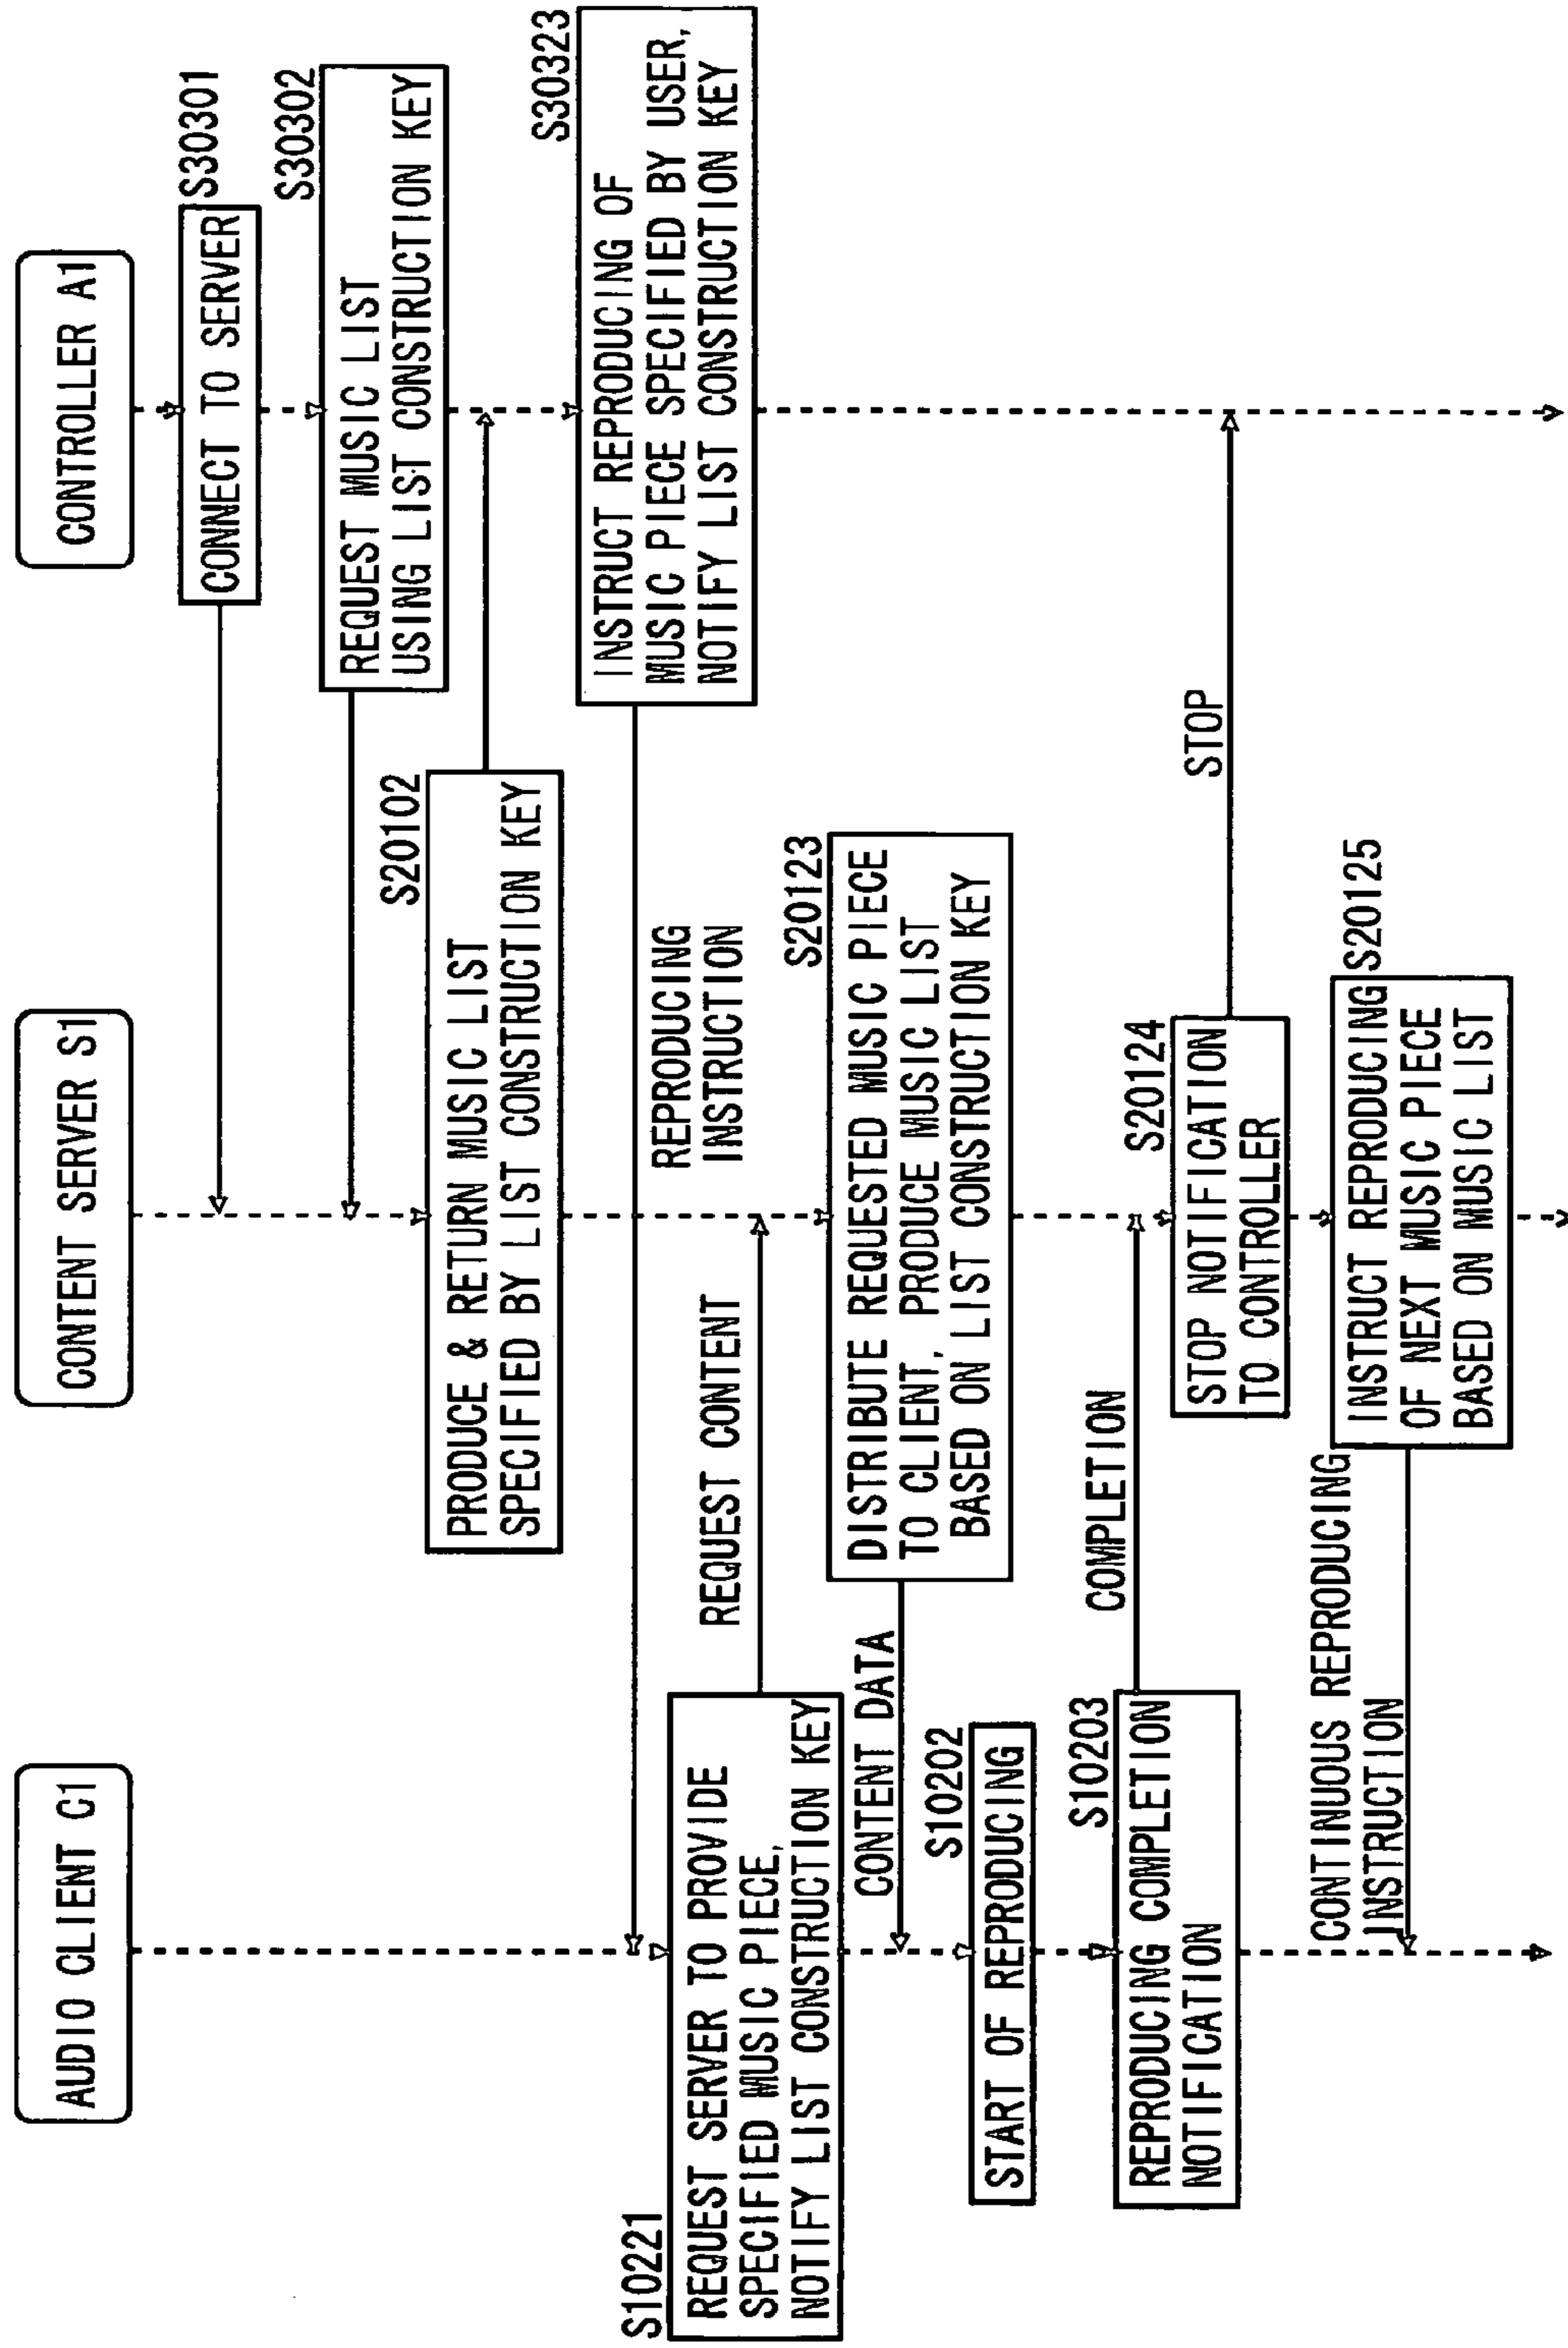 AUDIO CLIENT C1
CONTENT SERVER S1
CONTROLLER A1
CONNECT TO SERVER
S30301
S30302
REQUEST MUSIC LIST
USING LIST CONSTRUCTION KEY
S20102
PRODUCE & RETURN MUSIC LIST
SPECIFIED BY LIST CONSTRUCTION KEY
S30323
INSTRUCT REPRODUCING OF
MUSIC PIECE SPECIFIED BY USER,
NOTIFY LIST CONSTRUCTION KEY
REPRODUCING
INSTRUCTION
S10221
REQUEST SERVER TO PROVIDE
SPECIFIED MUSIC PIECE,
NOTIFY LIST CONSTRUCTION KEY
REQUEST CONTENT
S20123
DISTRIBUTE REQUESTED MUSIC PIECE
TO CLIENT, PRODUCE MUSIC LIST
BASED ON LIST CONSTRUCTION KEY
CONTENT DATA
S10202
START OF REPRODUCING
S10203
REPRODUCING COMPLETION
NOTIFICATION
COMPLETION
S20124
STOP NOTIFICATION
TO CONTROLLER
STOP
S20125
INSTRUCT REPRODUCING
OF NEXT MUSIC PIECE
BASED ON MUSIC LIST
CONTINUOUS REPRODUCING
INSTRUCTION